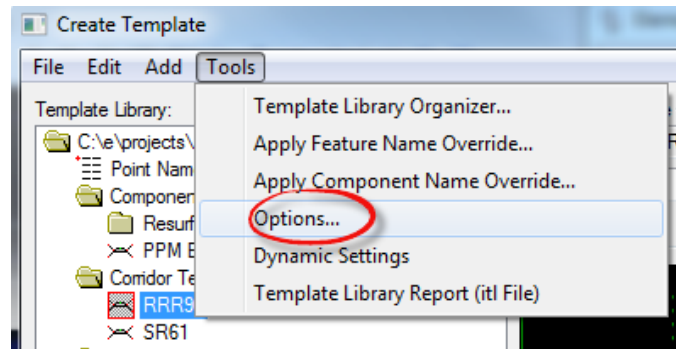 Create Template
File Edit Add Tools
Template Library:
C:\e\projects\
Point Nam
Componer
Resurf
PPM E
Corridor Te
RRR9
SR61
Template Library Organizer...
Apply Feature Name Override...
Apply Component Name Override...
Options...
Dynamic Settings
Template Library Report (itl File)